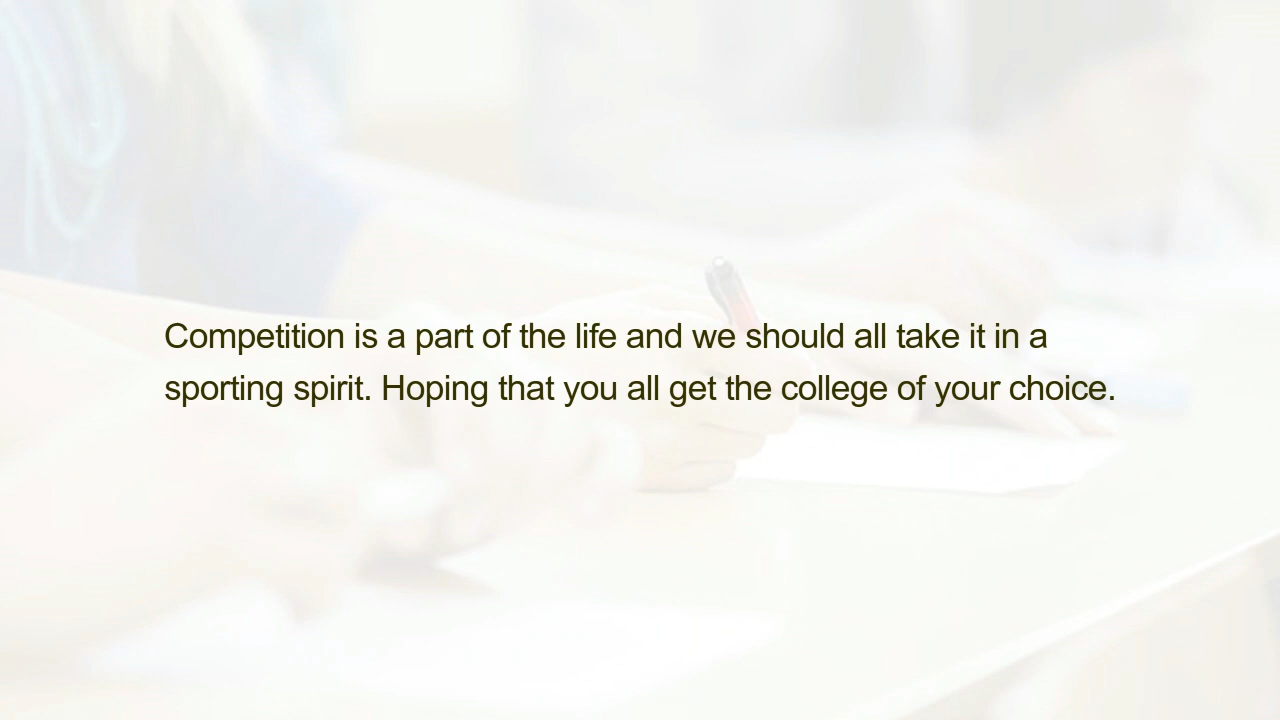 Competition is a part of the life and we should all take it in a
sporting spirit. Hoping that you all get the college of your choice.